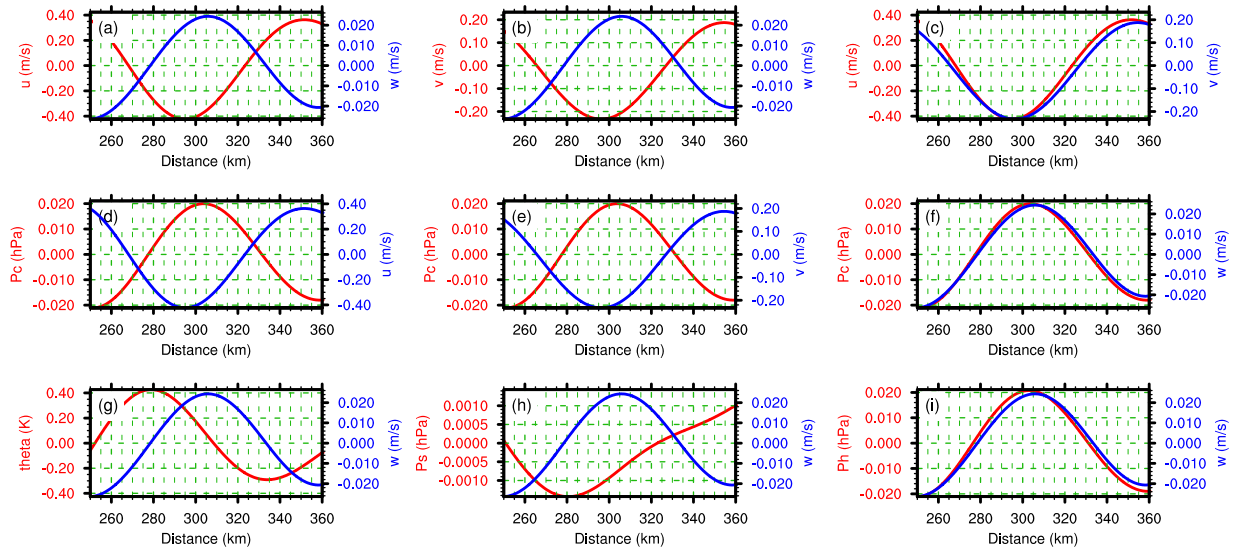 (a)
0.40
0.20
0.00
-0.20
-0.40
u (m/s)
0.020
0.010
0.000
-0.010
-0.020
w (m/s)
260 280 300 320 340 360
Distance (km)
(b)
0.20
0.10
0.00
-0.10
-0.20
v (m/s)
0.020
0.010
0.000
-0.010
-0.020
w (m/s)
260 280 300 320 340 360
Distance (km)
(c)
0.40
0.20
0.00
-0.20
-0.40
u (m/s)
0.20
0.10
0.00
-0.10
-0.20
v (m/s)
260 280 300 320 340 360
Distance (km)
(d)
0.020
0.010
0.000
-0.010
-0.020
Pc (hPa)
0.40
0.20
0.00
-0.20
-0.40
u (m/s)
260 280 300 320 340 360
Distance (km)
(e)
0.020
0.010
0.000
-0.010
-0.020
Pc (hPa)
0.20
0.10
0.00
-0.10
-0.20
v (m/s)
260 280 300 320 340 360
Distance (km)
(f)
0.020
0.010
0.000
-0.010
-0.020
Pc (hPa)
0.020
0.010
0.000
-0.010
-0.020
w (m/s)
260 280 300 320 340 360
Distance (km)
(g)
0.40
0.20
0.00
-0.20
-0.40
theta (K)
0.020
0.010
0.000
-0.010
-0.020
w (m/s)
260 280 300 320 340 360
Distance (km)
(h)
0.0010
0.0005
0.0000
-0.0005
-0.0010
Ps (hPa)
0.020
0.010
0.000
-0.010
-0.020
w (m/s)
260 280 300 320 340 360
Distance (km)
(i)
0.020
0.010
0.000
-0.010
-0.020
Ph (hPa)
0.020
0.010
0.000
-0.010
-0.020
w (m/s)
260 280 300 320 340 360
Distance (km)